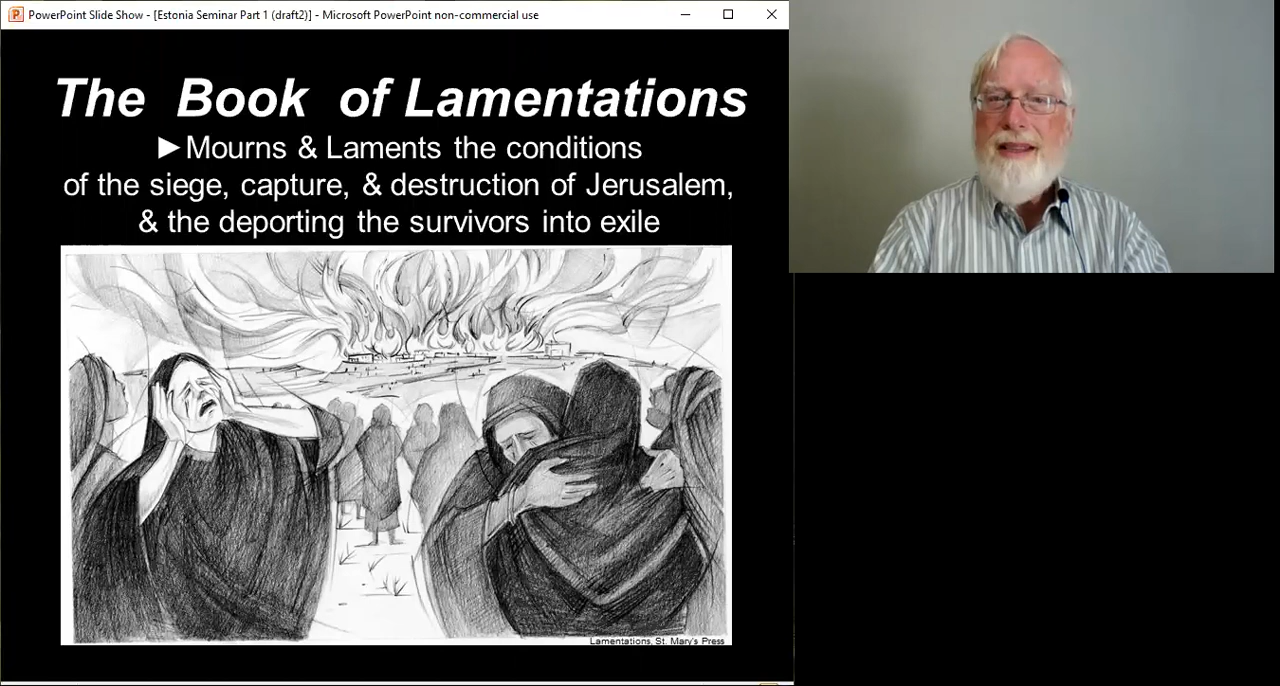 PowerPoint Slide Show - [Estonia Seminar Part 1 (draft2)] - Microsoft PowerPoint non-commercial use
The Book of Lamentations
►Mourns & Laments the conditions
of the siege, capture, & destruction of Jerusalem,
& the deporting the survivors into exile
Lamentations, St. Mary's Press